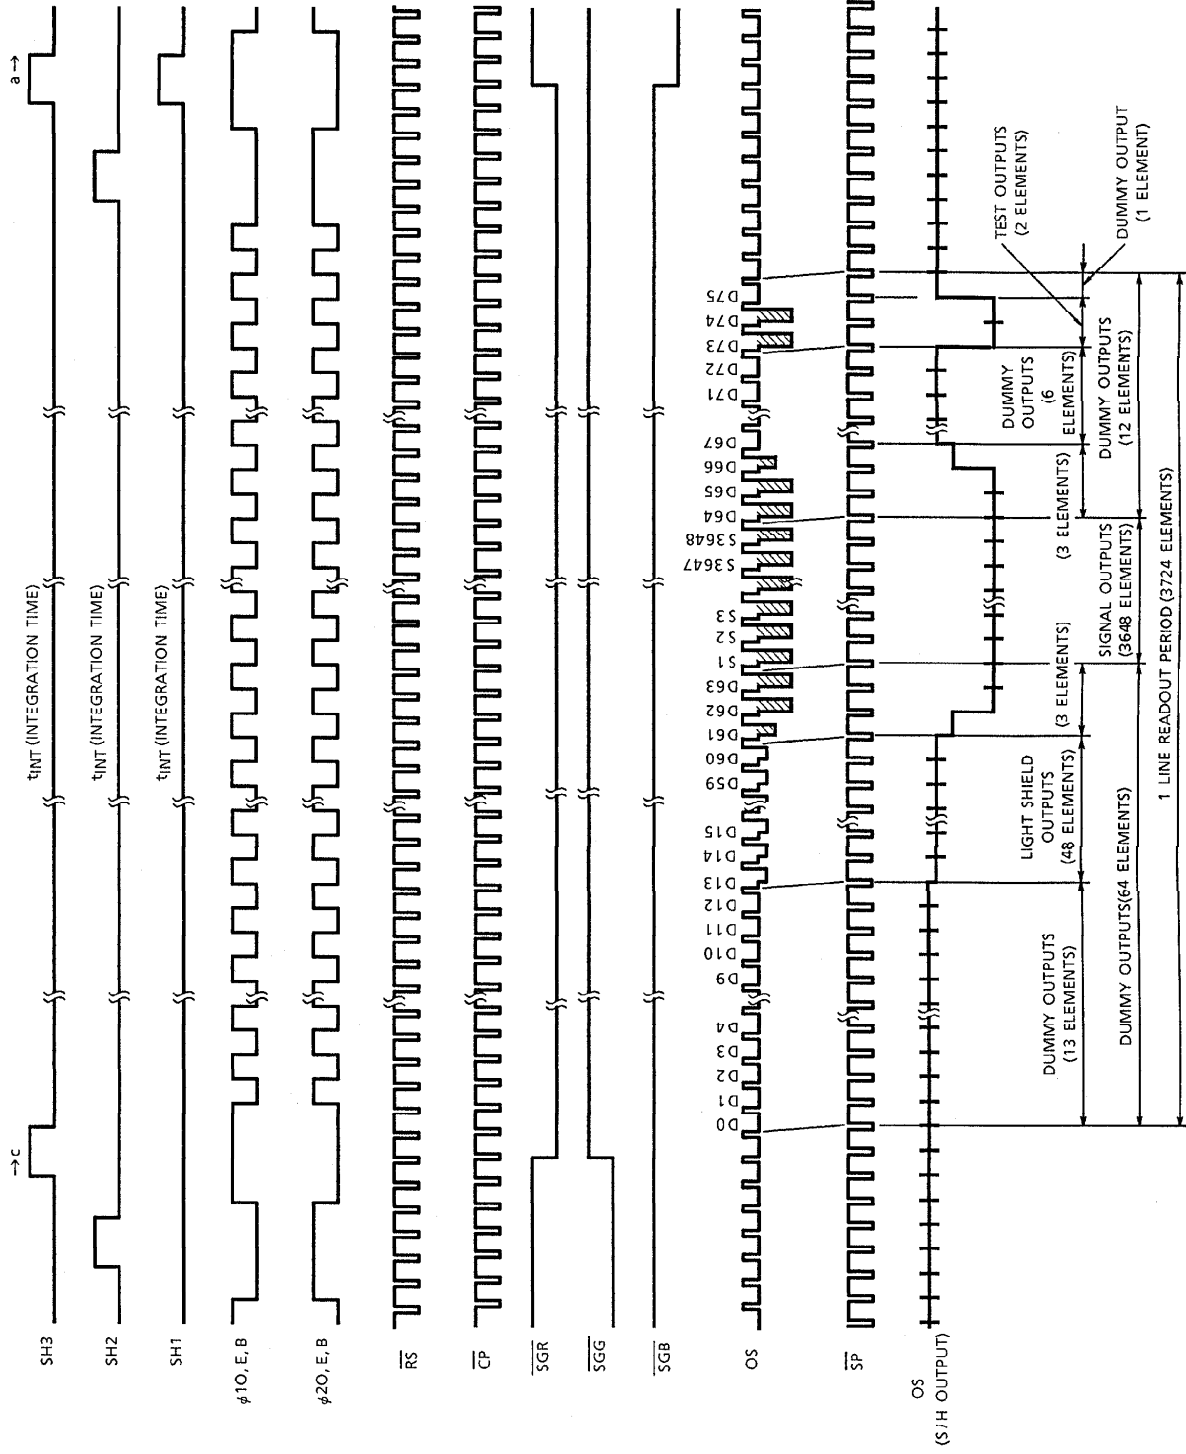 a →
→ c
SH3
tINT (INTEGRATION TIME)
SH2
tINT (INTEGRATION TIME)
SH1
tINT (INTEGRATION TIME)
φ1O, E, B
φ2O, E, B
RS
CP
SGR
SGG
SGB
OS
D0
D1
D2
D3
D4
D9
D10
D11
D12
D13
D14
D15
D59
D60
D61
D62
D63
S1
S2
S3
S3647
S3648
D64
D65
D66
D67
D71
D72
D73
D74
D75
SP
OS
(S/H OUTPUT)
DUMMY OUTPUTS
(13 ELEMENTS)
LIGHT SHIELD
OUTPUTS
(48 ELEMENTS)
(3 ELEMENTS)
(3 ELEMENTS)
DUMMY
OUTPUTS
(6
ELEMENTS)
TEST OUTPUTS
(2 ELEMENTS)
DUMMY OUTPUT
(1 ELEMENT)
DUMMY OUTPUTS(64 ELEMENTS)
SIGNAL OUTPUTS
(3648 ELEMENTS)
DUMMY OUTPUTS
(12 ELEMENTS)
1 LINE READOUT PERIOD (3724 ELEMENTS)